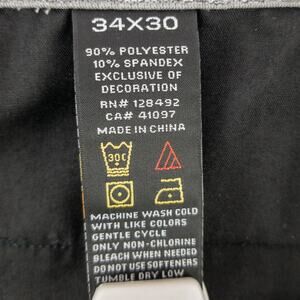 34X30
90% POLYESTER
10% SPANDEX
EXCLUSIVE OF
DECORATION
RN# 128492
CA# 41097
MADE IN CHINA
30C
MACHINE WASH COLD
WITH LIKE COLORS
GENTLE CYCLE
ONLY NON-CHLORINE
BLEACH WHEN NEEDED
DO NOT USE SOFTENERS
TUMBLE DRY LOW